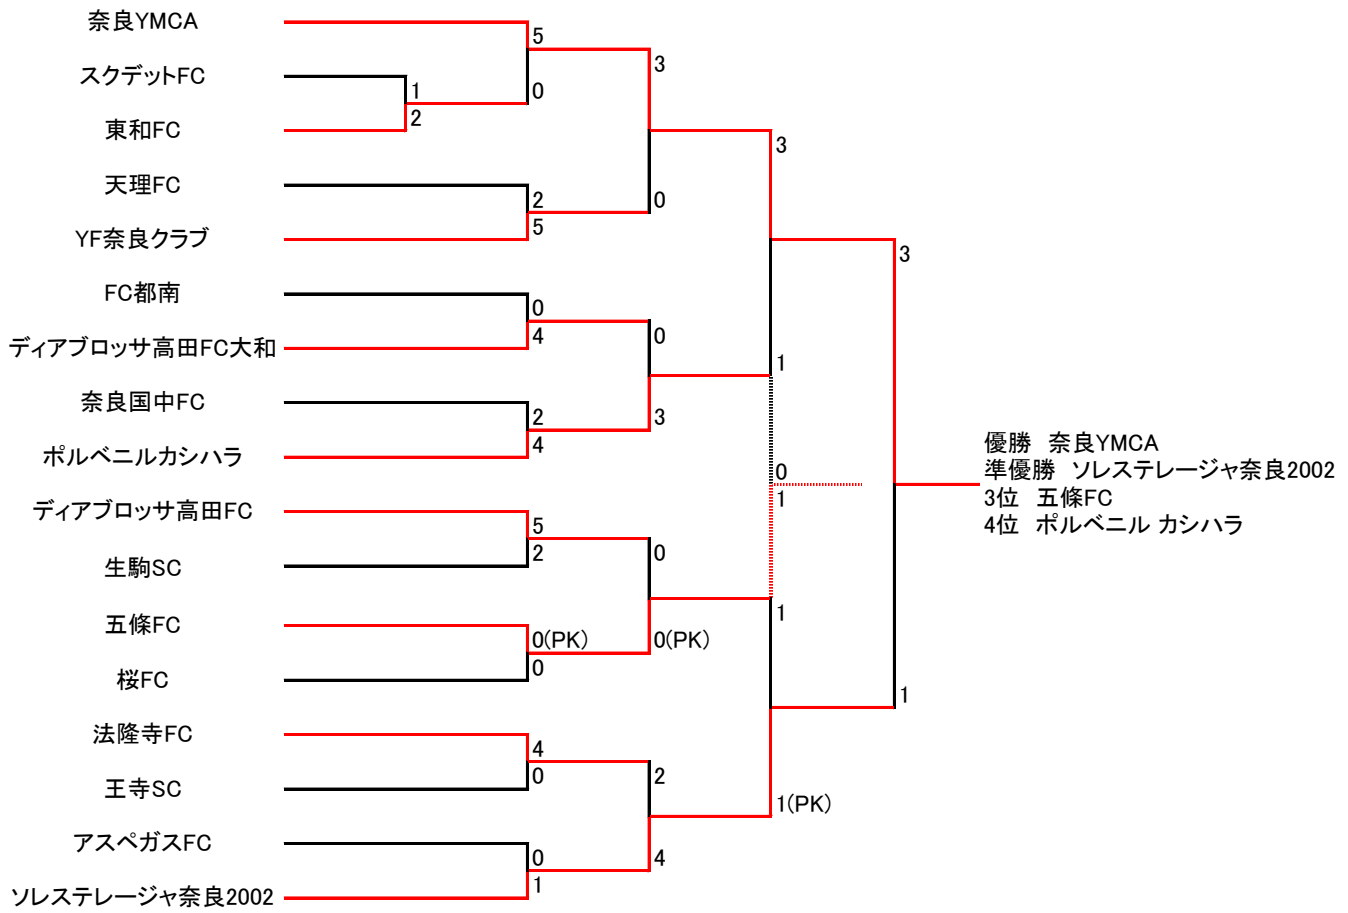 奈良YMCA
5
3
スクデットFC
1
0
2
東和FC
3
天理FC
2
0
5
YF奈良クラブ
3
FC都南
0
4
0
ディアブロッサ高田FC大和
1
奈良国中FC
2
3
4
ポルベニルカシハラ
優勝　奈良YMCA
準優勝　ソレステレージャ奈良2002
3位　五條FC
4位　ポルベニル カシハラ
0
1
ディアブロッサ高田FC
5
2
0
生駒SC
1
五條FC
0(PK)
0(PK)
0
桜FC
1
法隆寺FC
4
0
2
王寺SC
1(PK)
アスペガスFC
0
4
1
ソレステレージャ奈良2002